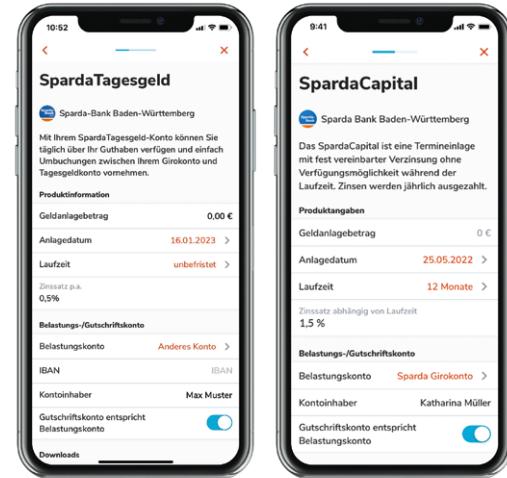 10:52
SpardaTagesgeld
Sparda-Bank Baden-Württemberg
Mit Ihrem SpardaTagesgeld-Konto können Sie
täglich über Ihr Guthaben verfügen und einfach
Umbuchungen zwischen Ihrem Girokonto und
Tagesgeldkonto vornehmen.
Produktinformation
Geldanlagebetrag 0,00 €
Anlagedatum 16.01.2023 >
Laufzeit unbefristet >
Zinssatz p.a.
0,5%
Belastungs-/Gutschriftskonto
Belastungskonto Anderes Konto >
IBAN IBAN
Kontoinhaber Max Muster
Gutschriftskonto entspricht
Belastungskonto
Downloads
9:41
SpardaCapital
Sparda Bank Baden-Württemberg
Das SpardaCapital ist eine Termineinlage
mit fest vereinbarter Verzinsung ohne
Verfügungsmöglichkeit während der
Laufzeit. Zinsen werden jährlich ausgezahlt.
Produktangaben
Geldanlagebetrag 0 €
Anlagedatum 25.05.2022 >
Laufzeit 12 Monate >
Zinssatz abhängig von Laufzeit
1,5 %
Belastungs-/Gutschriftskonto
Belastungskonto Sparda Girokonto >
Kontoinhaber Katharina Müller
Gutschriftskonto entspricht
Belastungskonto